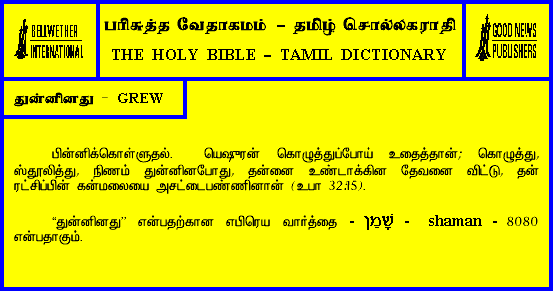 BELLWETHER
INTERNATIONAL
பரிசுத்த வேதாகமம் – தமிழ் சொல்லகராதி
THE HOLY BIBLE – TAMIL DICTIONARY
GOOD NEWS
PUBLISHERS
துன்னினது – GREW
பின்னிக்கொள்ளுதல். யெஷுரன் கொழுத்துப்போய் உதைத்தான்; கொழுத்து,
ஸ்தூலித்து, நிணம் துன்னினபோது, தன்னை உண்டாக்கின தேவனை விட்டு, தன்
ரட்சிப்பின் கன்மலையை அசட்டைபண்ணினான் (உபா 32:15).
“துன்னினது” என்பதற்கான எபிரெய வார்த்தை - שָׁמַן - shaman - 8080
என்பதாகும்.